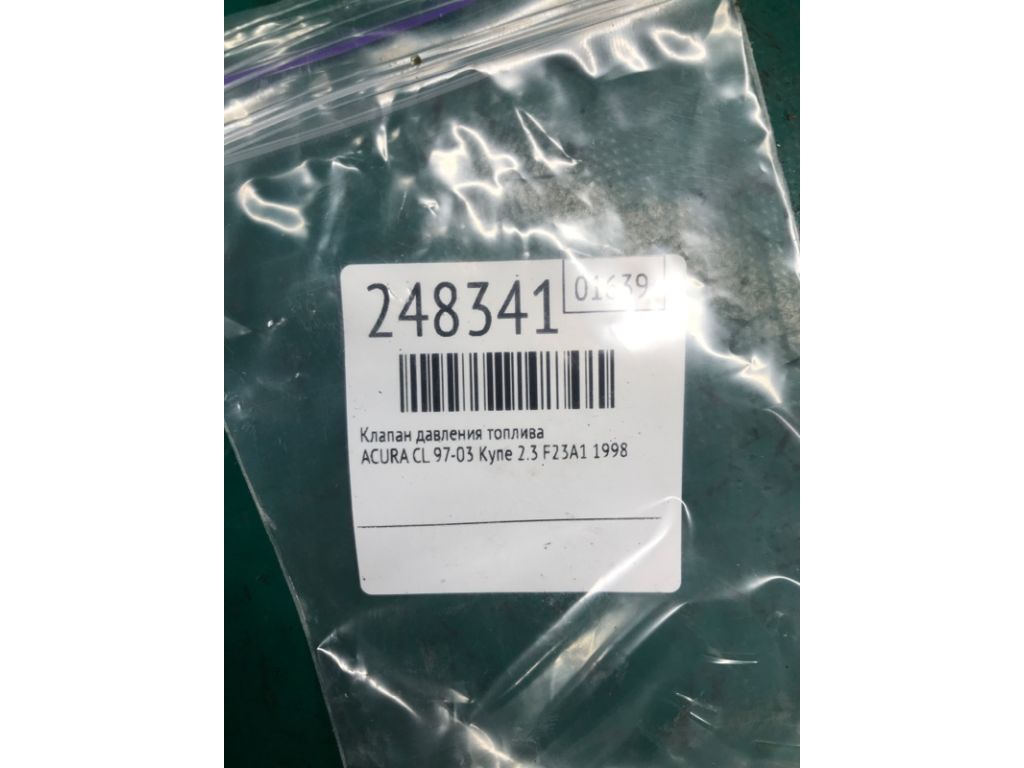 248341
01639
Клапан давления топлива
ACURA CL 97-03 Купе 2.3 F23A1 1998